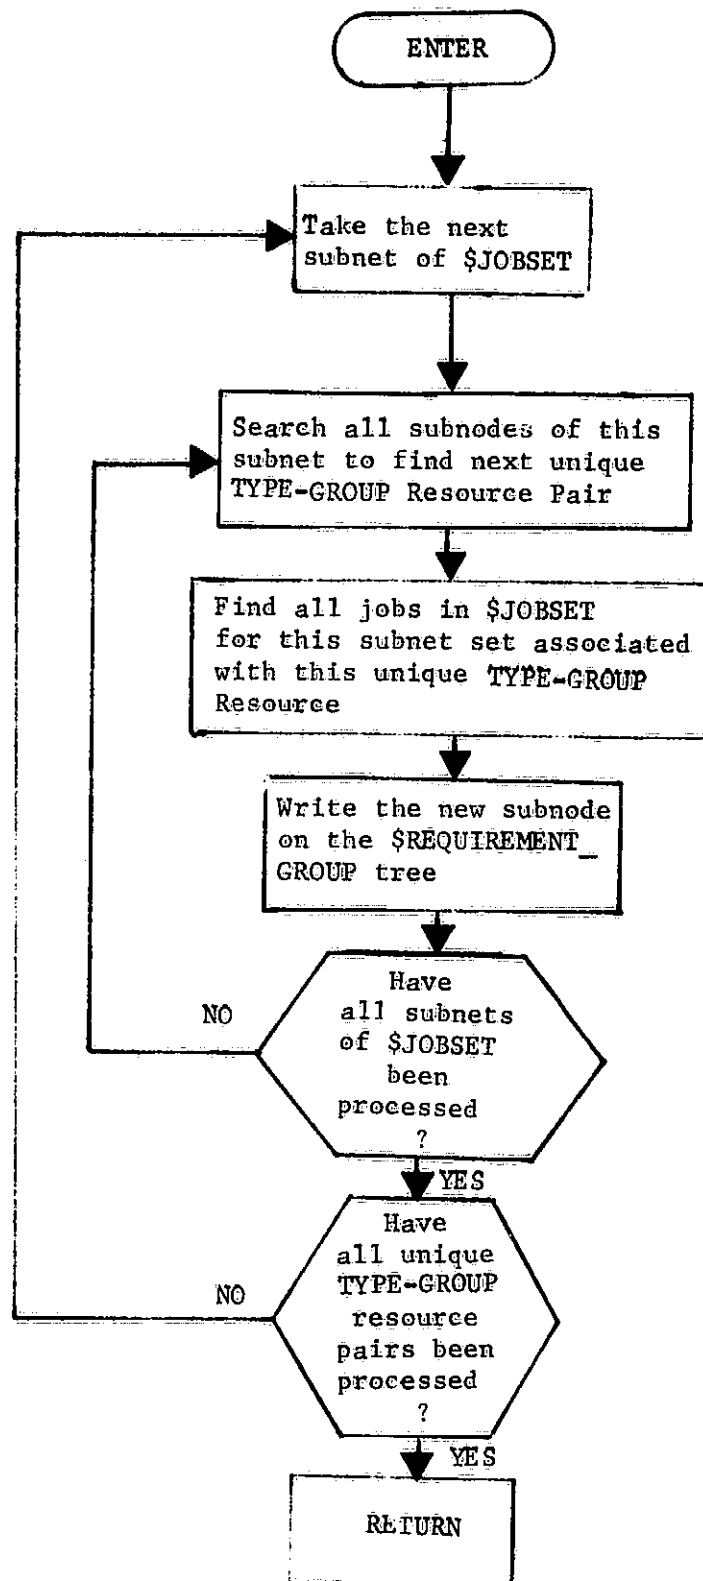 ENTER
Take the next
subnet of $JOBSET
Search all subnodes of this
subnet to find next unique
TYPE-GROUP Resource Pair
Find all jobs in $JOBSET
for this subnet set associated
with this unique TYPE-GROUP
Resource
Write the new subnode
on the $REQUIREMENT_
GROUP tree
Have
all subnets
of $JOBSET
been
processed
?
NO
YES
Have
all unique
TYPE-GROUP
resource
pairs been
processed
?
NO
YES
RETURN